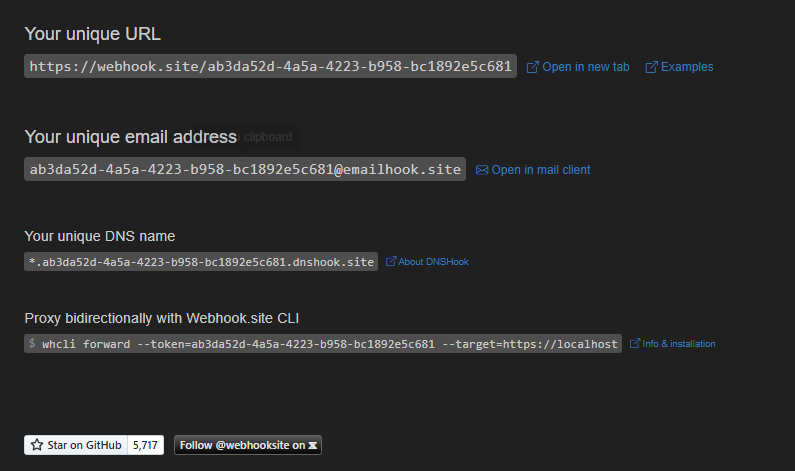 Your unique URL
https://webhook.site/ab3da52d-4a5a-4223-b958-bc1892e5c681 Open in new tab Examples
Your unique email address clipboard
ab3da52d-4a5a-4223-b958-bc1892e5c681@emailhook.site Open in mail client
Your unique DNS name
*.ab3da52d-4a5a-4223-b958-bc1892e5c681.dnshook.site About DNSHook
Proxy bidirectionally with Webhook.site CLI
$ whcli forward --token=ab3da52d-4a5a-4223-b958-bc1892e5c681 --target=https://localhost Info & installation
Star on GitHub 5,717 Follow @webhooksite on X